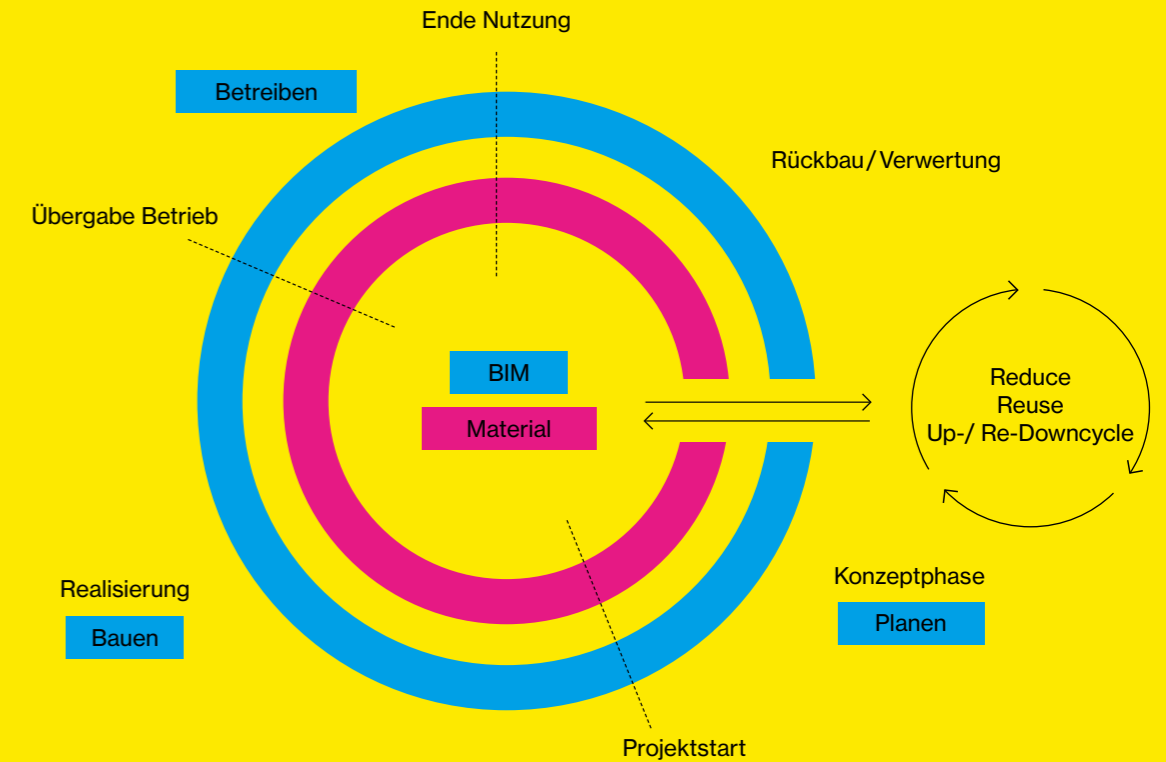 Ende Nutzung
Betreiben
Rückbau/Verwertung
Übergabe Betrieb
BIM
Material
Reduce
Reuse
Up-/ Re-Downcycle
Realisierung
Bauen
Konzeptphase
Planen
Projektstart